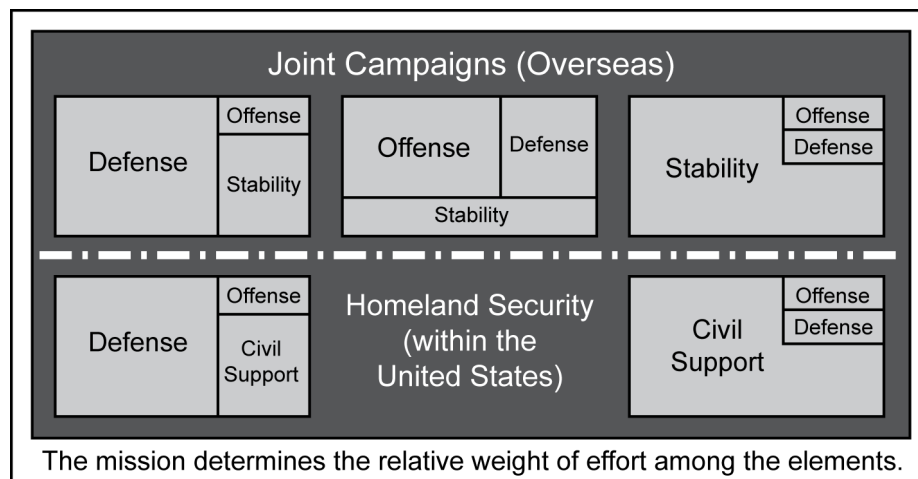 Joint Campaigns (Overseas)
Defense
Offense
Stability
Offense
Defense
Stability
Stability
Offense
Defense
Defense
Offense
Civil
Support
Homeland Security
(within the
United States)
Civil
Support
Offense
Defense
The mission determines the relative weight of effort among the elements.